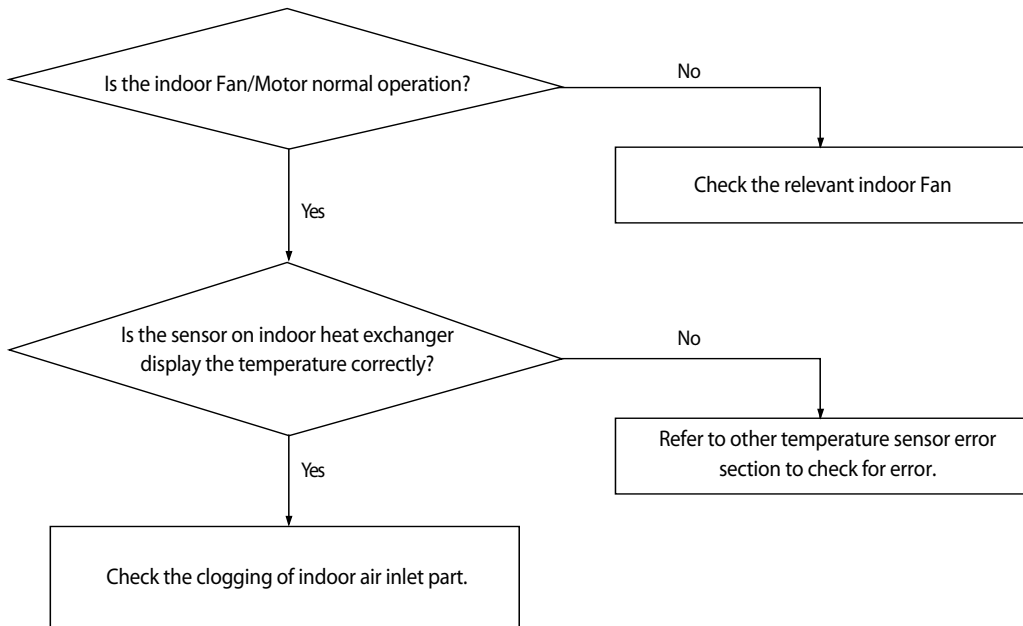 Is the indoor Fan/Motor normal operation?
No
Check the relevant indoor Fan
Yes
Is the sensor on indoor heat exchanger
display the temperature correctly?
No
Refer to other temperature sensor error
section to check for error.
Yes
Check the clogging of indoor air inlet part.